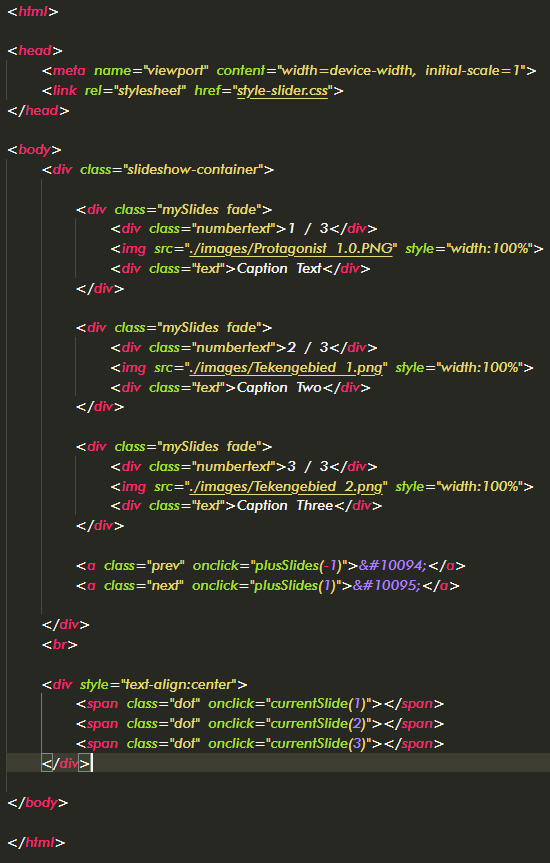 <html>
<head>
<meta name="viewport" content="width=device-width, initial-scale=1">
<link rel="stylesheet" href="style-slider.css">
</head>
<body>
<div class="slideshow-container">
<div class="mySlides fade">
<div class="numbertext">1 / 3</div>
<img src="./images/Protagonist_1.0.PNG" style="width:100%">
<div class="text">Caption Text</div>
</div>
<div class="mySlides fade">
<div class="numbertext">2 / 3</div>
<img src="./images/Tekengebied_1.png" style="width:100%">
<div class="text">Caption Two</div>
</div>
<div class="mySlides fade">
<div class="numbertext">3 / 3</div>
<img src="./images/Tekengebied_2.png" style="width:100%">
<div class="text">Caption Three</div>
</div>
<a class="prev" onclick="plusSlides(-1)">&#10094;</a>
<a class="next" onclick="plusSlides(1)">&#10095;</a>
</div>
<br>
<div style="text-align:center">
<span class="dot" onclick="currentSlide(1)"></span>
<span class="dot" onclick="currentSlide(2)"></span>
<span class="dot" onclick="currentSlide(3)"></span>
</div>
</body>
</html>